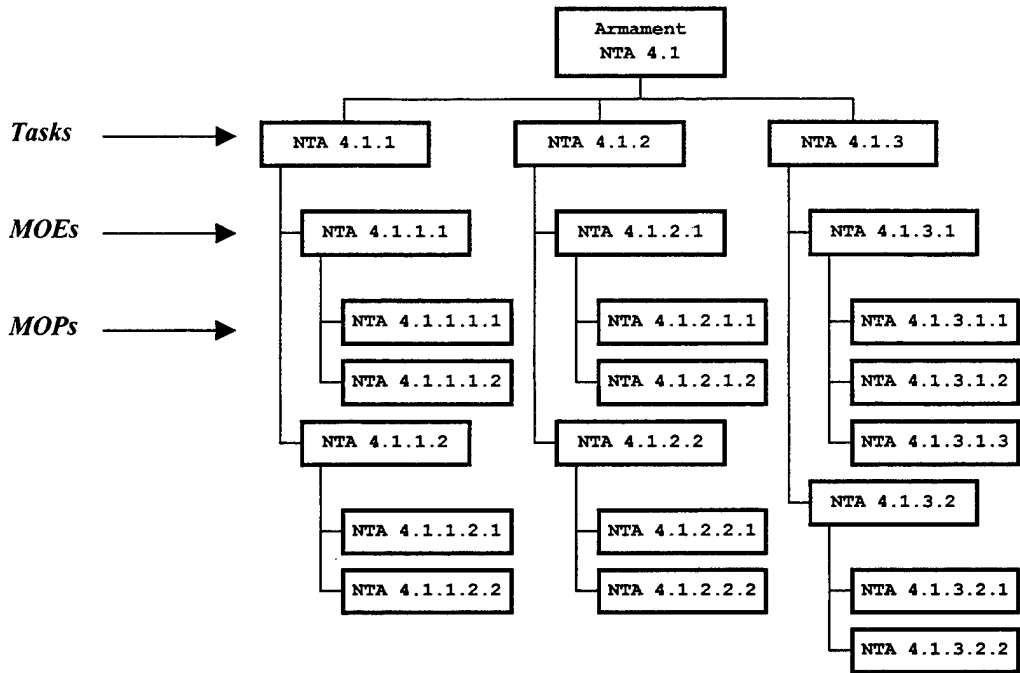 Armament
NTA 4.1
Tasks
NTA 4.1.1
NTA 4.1.2
NTA 4.1.3
MOEs
NTA 4.1.1.1
NTA 4.1.2.1
NTA 4.1.3.1
MOPs
NTA 4.1.1.1.1
NTA 4.1.2.1.1
NTA 4.1.3.1.1
NTA 4.1.1.1.2
NTA 4.1.2.1.2
NTA 4.1.3.1.2
NTA 4.1.1.2
NTA 4.1.2.2
NTA 4.1.3.1.3
NTA 4.1.3.2
NTA 4.1.1.2.1
NTA 4.1.2.2.1
NTA 4.1.1.2.2
NTA 4.1.2.2.2
NTA 4.1.3.2.1
NTA 4.1.3.2.2